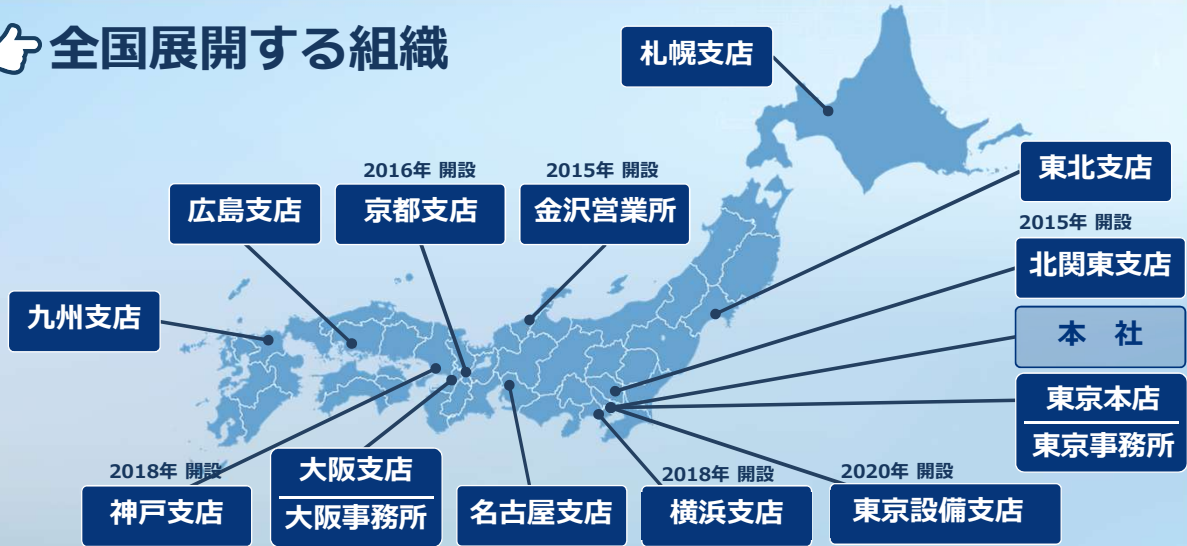 全国展開する組織
札幌支店
東北支店
2015年 開設
北関東支店
本 社
東京本店
東京事務所
2016年 開設
京都支店
2015年 開設
金沢営業所
広島支店
九州支店
2018年 開設
神戸支店
大阪支店
大阪事務所
名古屋支店
2018年 開設
横浜支店
2020年 開設
東京設備支店